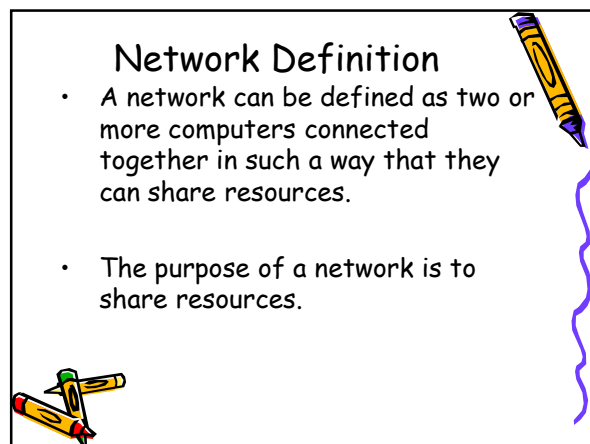 Network Definition
• A network can be defined as two or
more computers connected
together in such a way that they
can share resources.
• The purpose of a network is to
share resources.